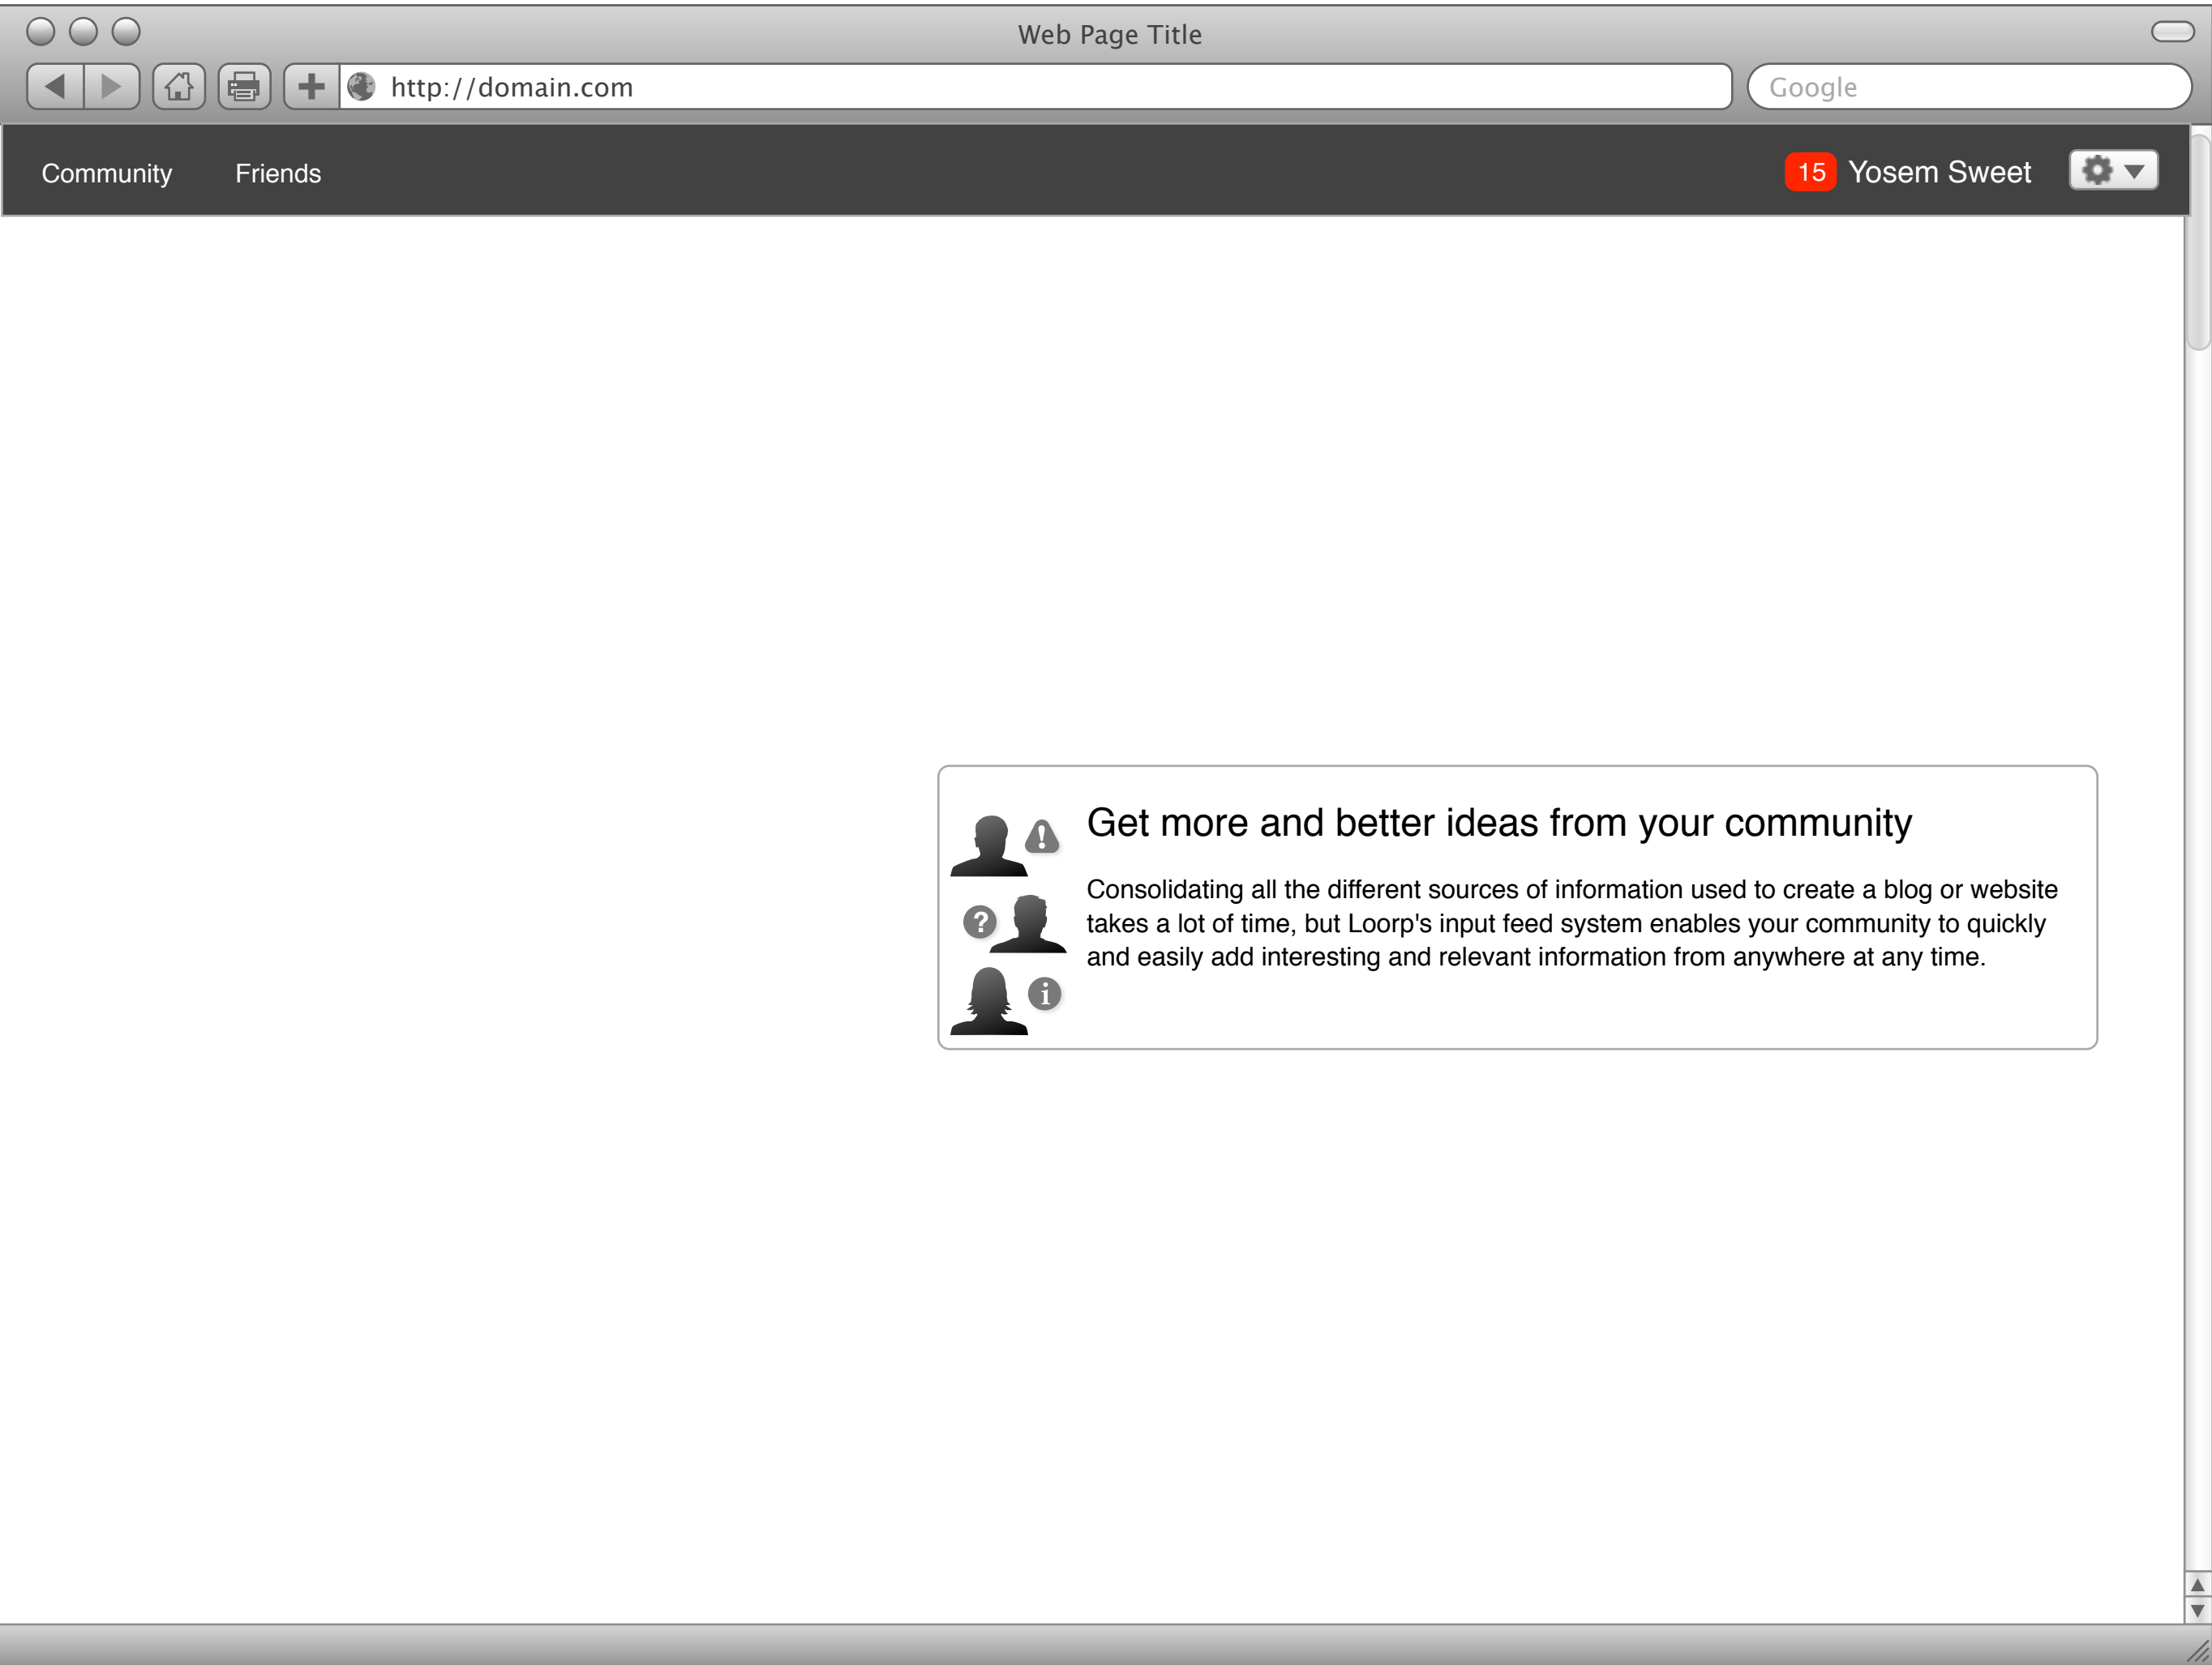 Web Page Title
http://domain.com
Google
Community
Friends
15
Yosem Sweet
Get more and better ideas from your community
Consolidating all the different sources of information used to create a blog or website
takes a lot of time, but Loorp's input feed system enables your community to quickly
and easily add interesting and relevant information from anywhere at any time.